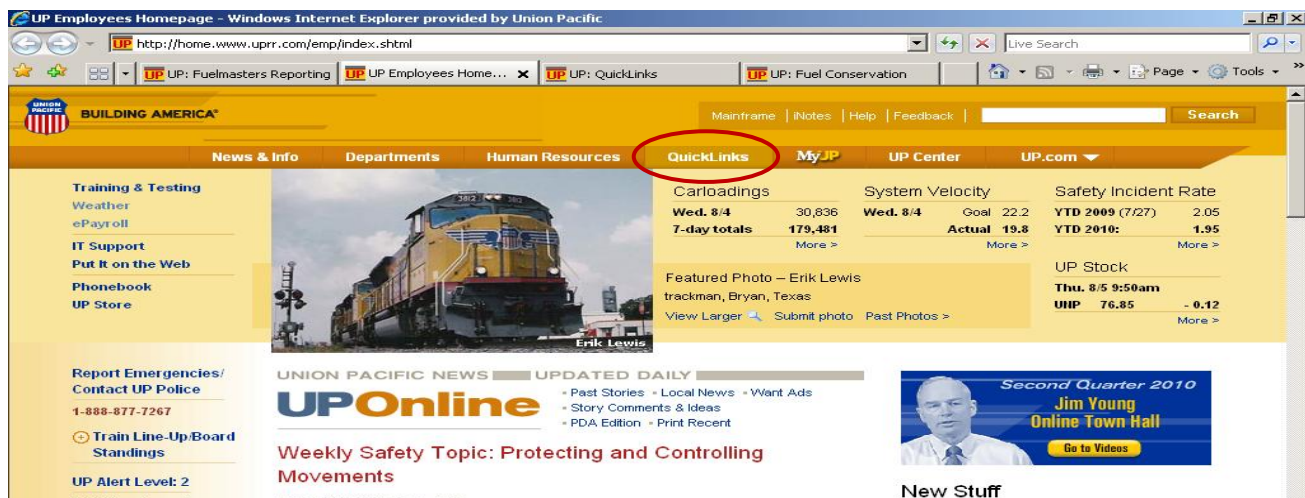 UP Employees Homepage - Windows Internet Explorer provided by Union Pacific
UP http://home.www.uprr.com/emp/index.shtml
Live Search
UP UP: Fuelmasters Reporting
UP UP Employees Home...
UP UP: QuickLinks
UP UP: Fuel Conservation
Page
Tools
UNION PACIFIC
BUILDING AMERICA®
Mainframe | iNotes | Help | Feedback |
Search
News & Info
Departments
Human Resources
QuickLinks
MyJP
UP Center
UP.com
Training & Testing
Weather
ePayroll
IT Support
Put It on the Web
Phonebook
UP Store
3812
Erik Lewis
Carloadings
Wed. 8/4 30,836
7-day totals 179,481
More >
System Velocity
Wed. 8/4 Goal 22.2
Actual 19.8
More >
Safety Incident Rate
YTD 2009 (7/27) 2.05
YTD 2010: 1.95
More >
Featured Photo – Erik Lewis
trackman, Bryan, Texas
View Larger Submit photo Past Photos >
UP Stock
Thu. 8/5 9:50am
UNP 76.85 - 0.12
More >
Report Emergencies/
Contact UP Police
1-888-877-7267
Train Line-Up/Board
Standings
UP Alert Level: 2
UNION PACIFIC NEWS UPDATED DAILY
UPOnline
Past Stories Local News Want Ads
Story Comments & Ideas
PDA Edition Print Recent
Weekly Safety Topic: Protecting and Controlling
Movements
Second Quarter 2010
Jim Young
Online Town Hall
Go to Videos
New Stuff